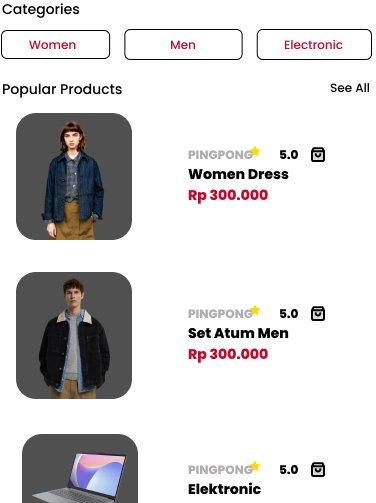 Categories
Women Men Electronic
Popular Products See All
PINGPONG 5.0
Women Dress
Rp 300.000
PINGPONG 5.0
Set Atum Men
Rp 300.000
PINGPONG 5.0
Elektronic